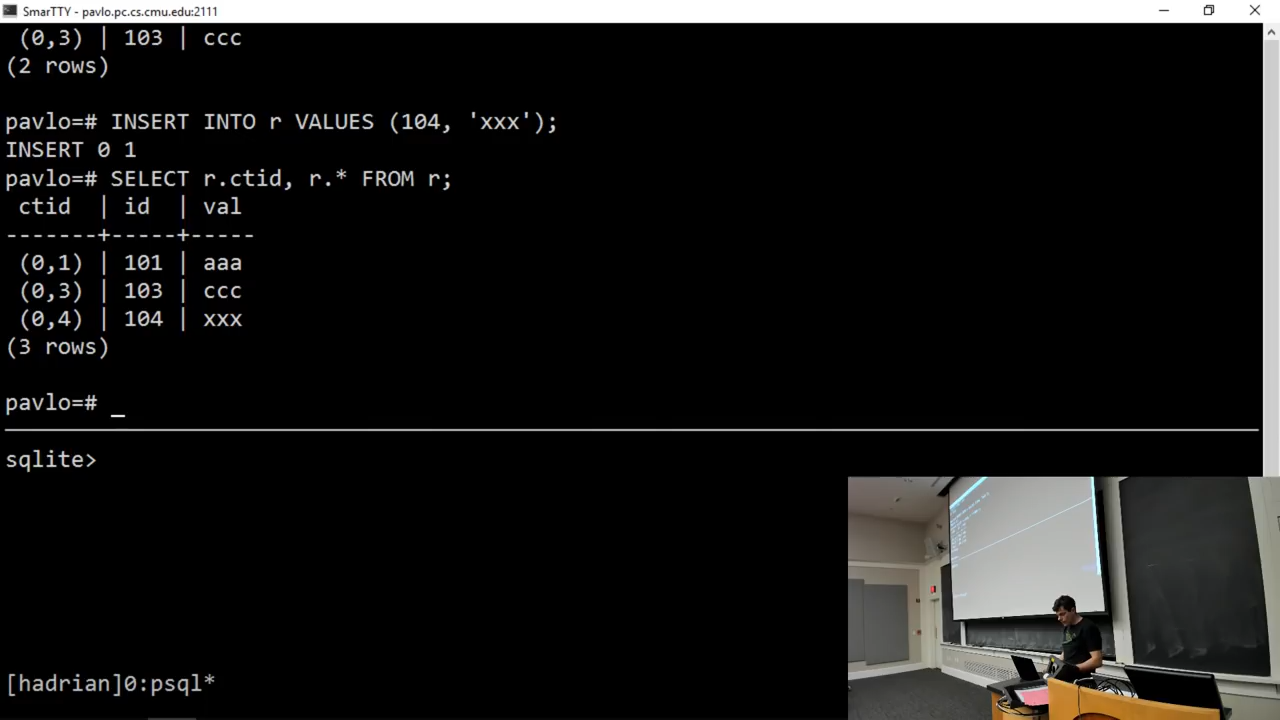 SmarTTY - pavlo.pc.cs.cmu.edu:2111
(0,3) | 103 | ccc
(2 rows)
pavlo=# INSERT INTO r VALUES (104, 'xxx');
INSERT 0 1
pavlo=# SELECT r.ctid, r.* FROM r;
ctid | id | val
-------+-----+-----
(0,1) | 101 | aaa
(0,3) | 103 | ccc
(0,4) | 104 | xxx
(3 rows)
pavlo=# _
sqlite>
[hadrian]0:psql*